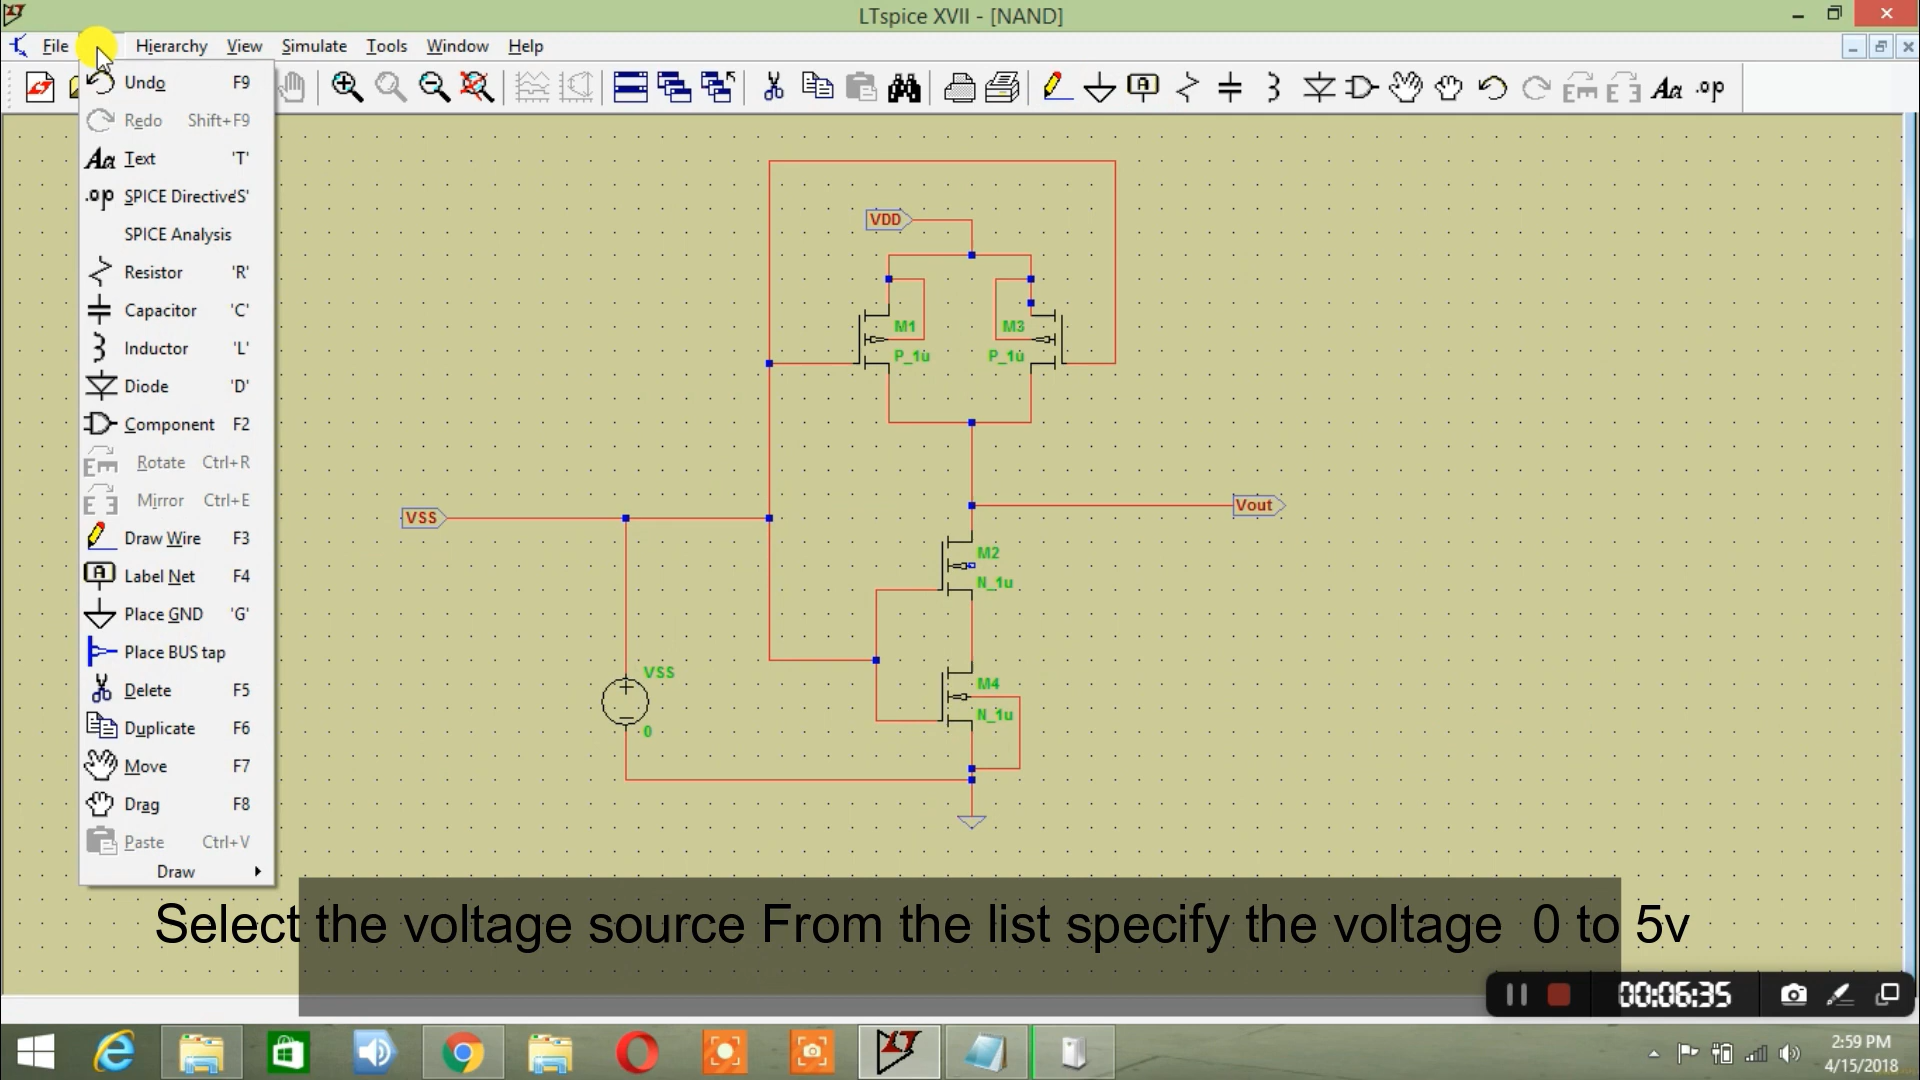 LTspice XVII - [NAND]
File Hierarchy View Simulate Tools Window Help
Undo F9
Redo Shift+F9
Text 'T'
SPICE Directive'S'
SPICE Analysis
Resistor 'R'
Capacitor 'C'
Inductor 'L'
Diode 'D'
Component F2
Rotate Ctrl+R
Mirror Ctrl+E
Draw Wire F3
Label Net F4
Place GND 'G'
Place BUS tap
Delete F5
Duplicate F6
Move F7
Drag F8
Paste Ctrl+V
Draw
Aa .op
VDD
M1
P_1u
M3
P_1u
VSS
Vout
M2
N_1u
VSS
0
M4
N_1u
Select the voltage source From the list specify the voltage 0 to 5v
00:06:35
2:59 PM
4/15/2018